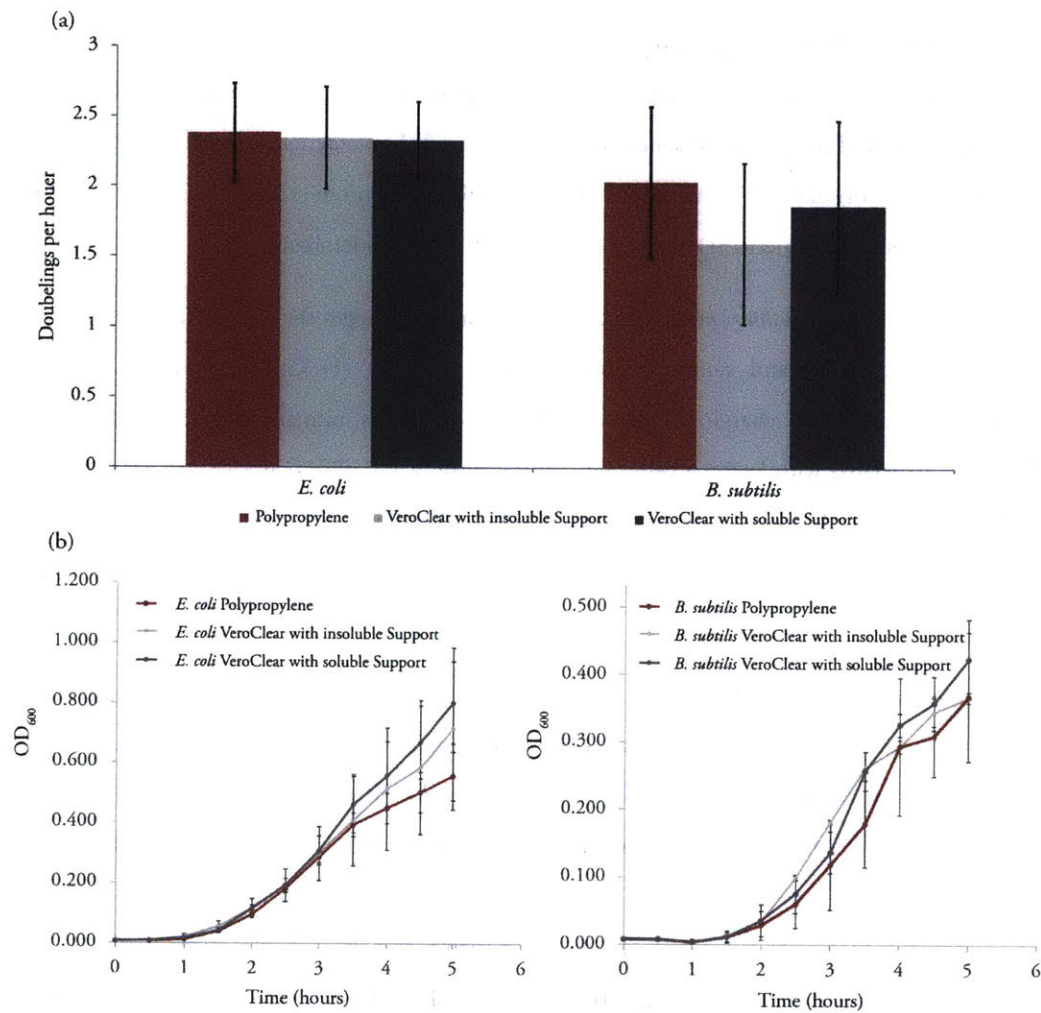 (a)
3
2.5
2
1.5
1
0.5
0
Doubelings per houer
E. coli
B. subtilis
Polypropylene
VeroClear with insoluble Support
VeroClear with soluble Support
(b)
1.200
1.000
0.800
0.600
0.400
0.200
0.000
OD600
E. coli Polypropylene
E. coli VeroClear with insoluble Support
E. coli VeroClear with soluble Support
0 1 2 3 4 5 6
Time (hours)
0.500
0.400
0.300
0.200
0.100
0.000
OD600
B. subtilis Polypropylene
B. subtilis VeroClear with insoluble Support
B. subtilis VeroClear with soluble Support
0 1 2 3 4 5 6
Time (hours)